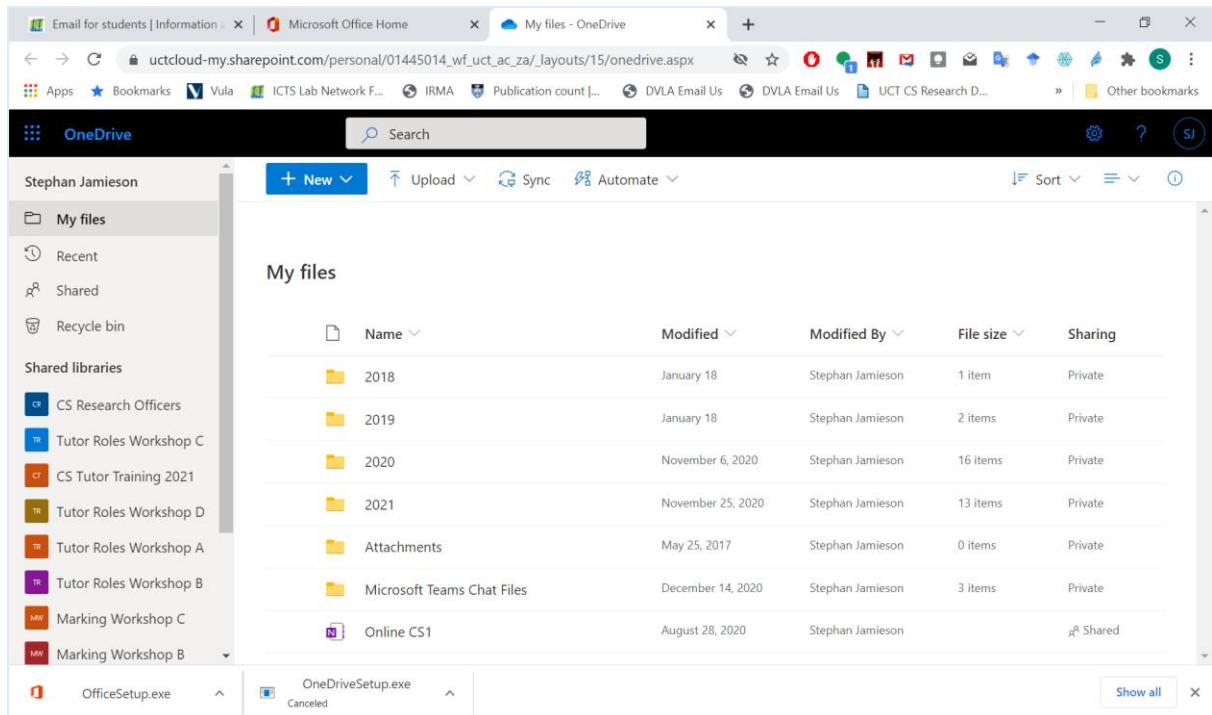 Email for students | Information a
Microsoft Office Home
My files - OneDrive
uctcloud-my.sharepoint.com/personal/01445014_wf_uct_ac_za/_layouts/15/onedrive.aspx
S
Apps Bookmarks Vula ICTS Lab Network F... IRMA Publication count |... DVLA Email Us DVLA Email Us UCT CS Research D... » Other bookmarks
OneDrive Search ? SJ
Stephan Jamieson
+ New Upload Sync Automate Sort
My files
Recent
Shared
Recycle bin
Shared libraries
CR CS Research Officers
TR Tutor Roles Workshop C
CT CS Tutor Training 2021
TR Tutor Roles Workshop D
TR Tutor Roles Workshop A
TR Tutor Roles Workshop B
MW Marking Workshop C
MW Marking Workshop B
My files
Name Modified Modified By File size Sharing
2018 January 18 Stephan Jamieson 1 item Private
2019 January 18 Stephan Jamieson 2 items Private
2020 November 6, 2020 Stephan Jamieson 16 items Private
2021 November 25, 2020 Stephan Jamieson 13 items Private
Attachments May 25, 2017 Stephan Jamieson 0 items Private
Microsoft Teams Chat Files December 14, 2020 Stephan Jamieson 3 items Private
N Online CS1 August 28, 2020 Stephan Jamieson Shared
OfficeSetup.exe
OneDriveSetup.exe
Canceled
Show all